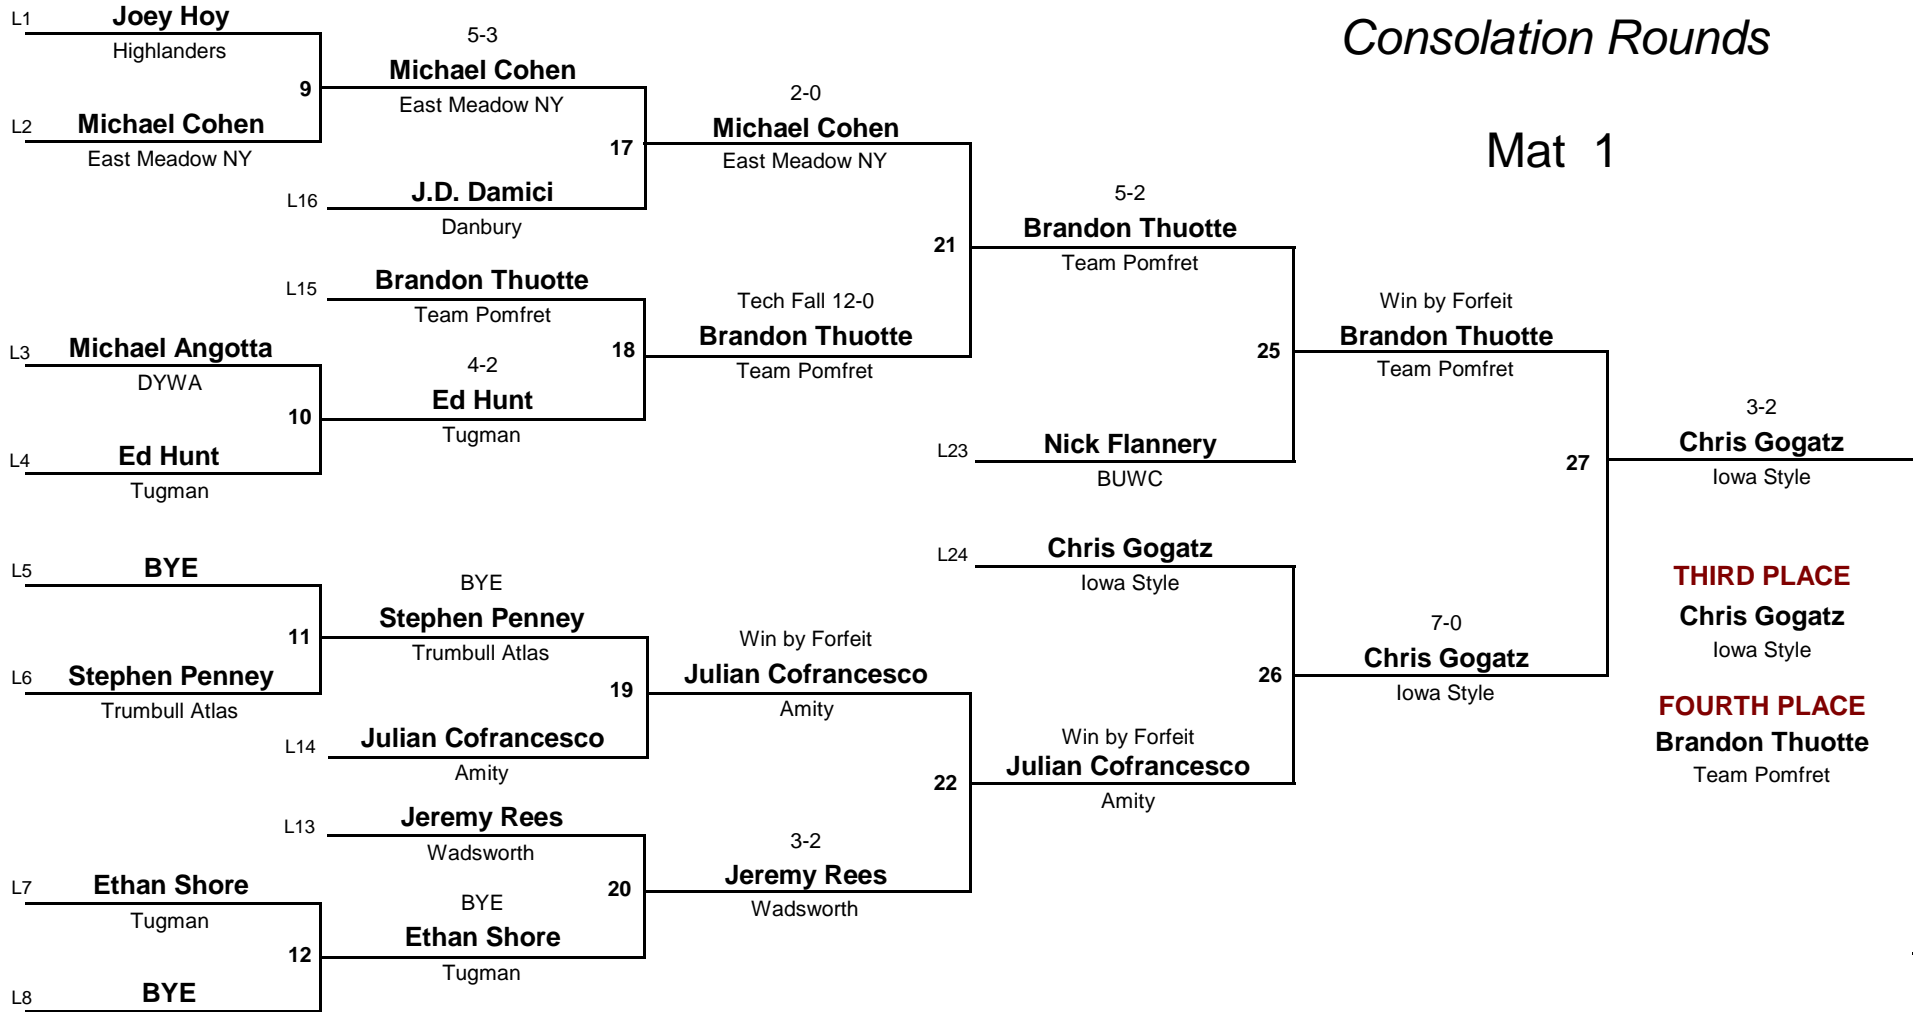 Consolation Rounds
Mat 1
L1
Joey Hoy
Highlanders
9
L2
Michael Cohen
East Meadow NY
5-3
Michael Cohen
East Meadow NY
17
L16
J.D. Damici
Danbury
2-0
Michael Cohen
East Meadow NY
21
L15
Brandon Thuotte
Team Pomfret
18
L3
Michael Angotta
DYWA
10
L4
Ed Hunt
Tugman
4-2
Ed Hunt
Tugman
Tech Fall 12-0
Brandon Thuotte
Team Pomfret
5-2
Brandon Thuotte
Team Pomfret
25
L23
Nick Flannery
BUWC
Win by Forfeit
Brandon Thuotte
Team Pomfret
27
L5
BYE
11
L6
Stephen Penney
Trumbull Atlas
BYE
Stephen Penney
Trumbull Atlas
19
L14
Julian Cofrancesco
Amity
Win by Forfeit
Julian Cofrancesco
Amity
22
L13
Jeremy Rees
Wadsworth
20
L7
Ethan Shore
Tugman
12
L8
BYE
BYE
Ethan Shore
Tugman
3-2
Jeremy Rees
Wadsworth
L24
Chris Gogatz
Iowa Style
26
Win by Forfeit
Julian Cofrancesco
Amity
7-0
Chris Gogatz
Iowa Style
3-2
Chris Gogatz
Iowa Style
THIRD PLACE
Chris Gogatz
Iowa Style
FOURTH PLACE
Brandon Thuotte
Team Pomfret